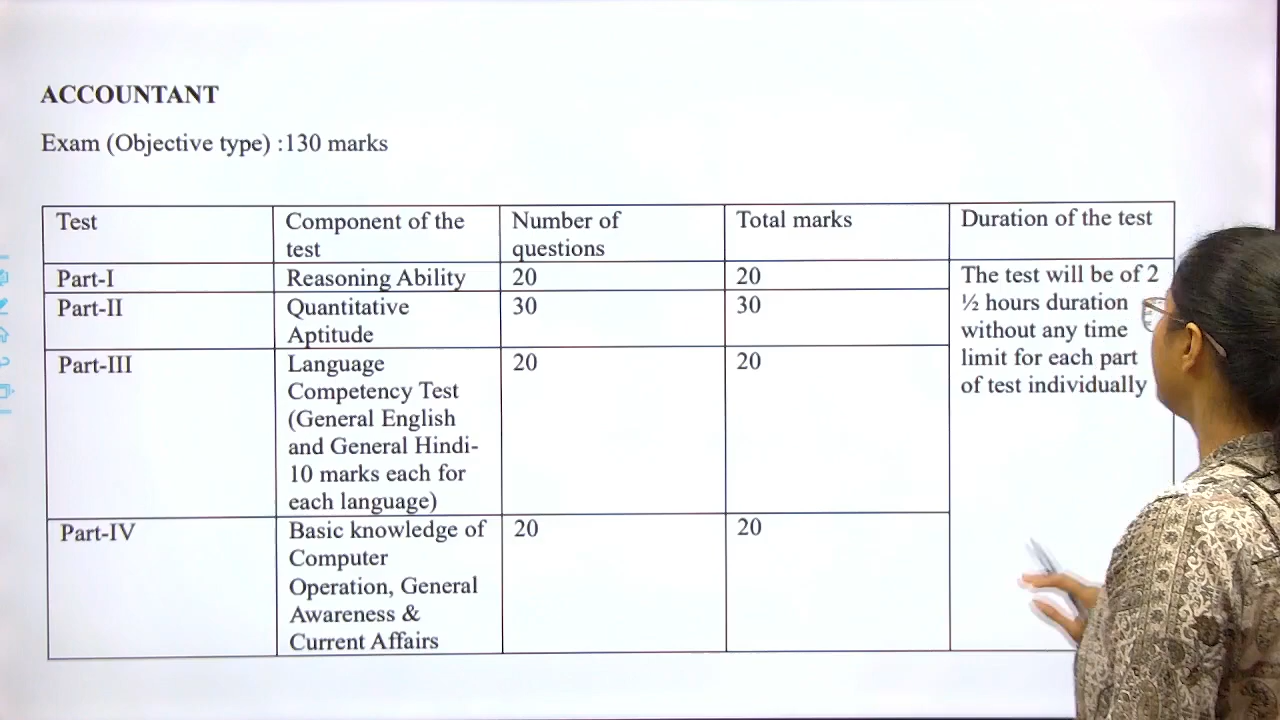 ACCOUNTANT
Exam (Objective type) :130 marks
Test
Component of the
test
Number of
questions
Total marks
Duration of the test
Part-I
Reasoning Ability
20
20
The test will be of 2
½ hours duration
without any time
limit for each part
of test individually
Part-II
Quantitative
Aptitude
30
30
Part-III
Language
Competency Test
(General English
and General Hindi-
10 marks each for
each language)
20
20
Part-IV
Basic knowledge of
Computer
Operation, General
Awareness &
Current Affairs
20
20